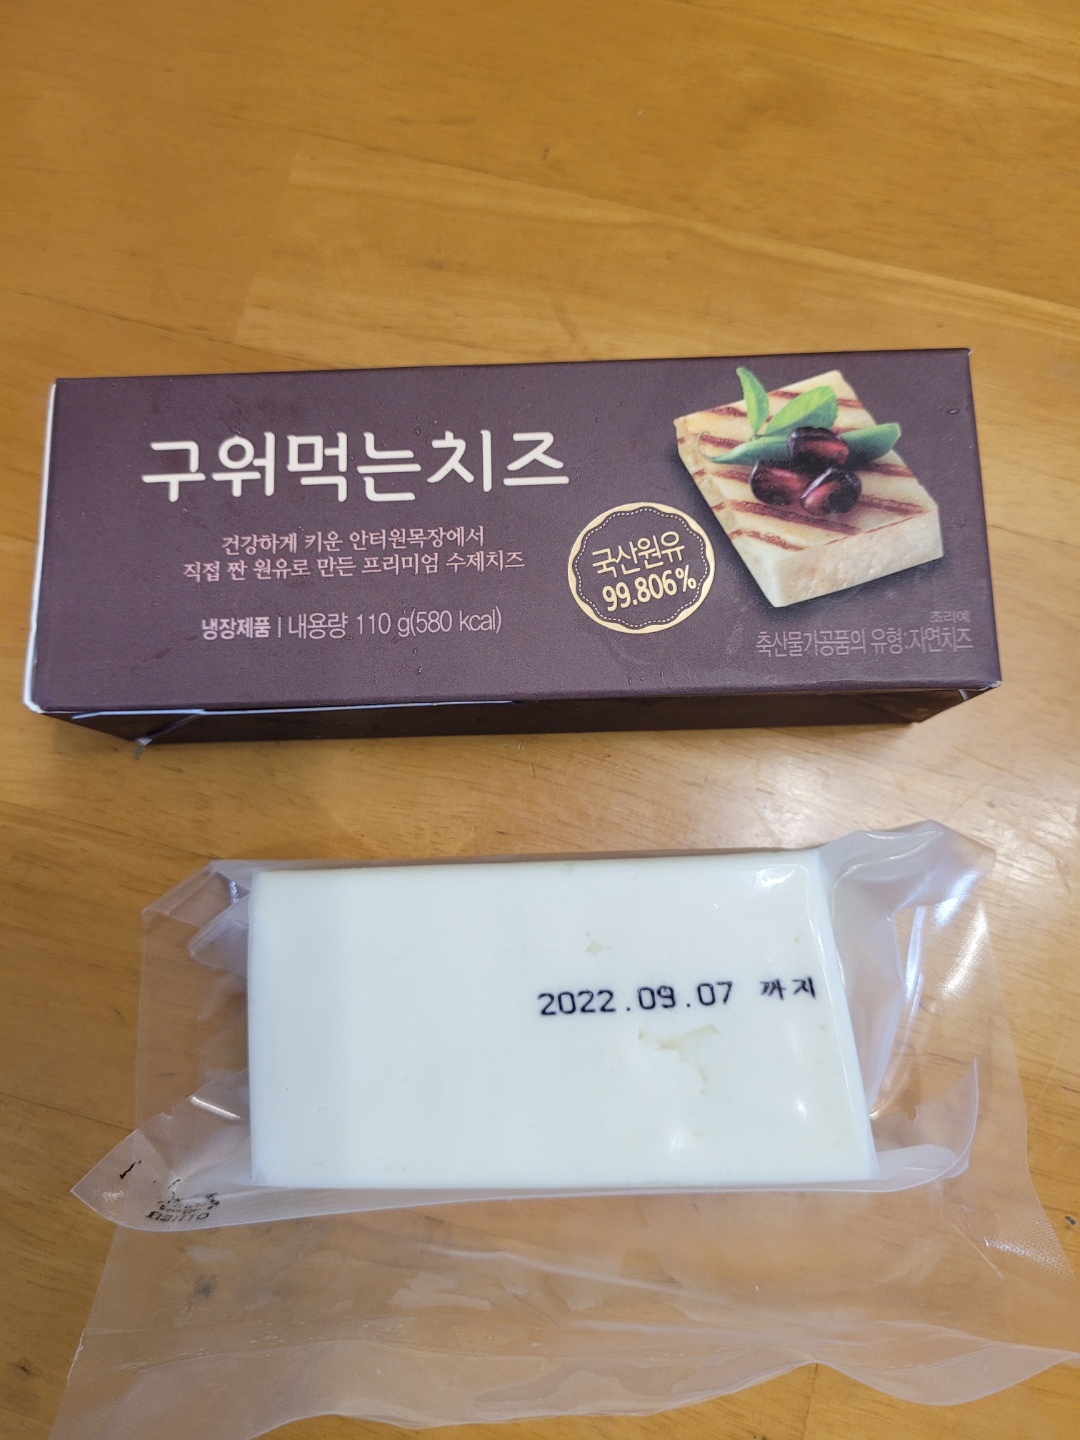 구워먹는치즈
건강하게 키운 안터원목장에서
직접 짠 원유로 만든 프리미엄 수제치즈
냉장제품 | 내용량 110 g(580 kcal)
국산원유
99.806%
조리예
축산물가공품의 유형:자연치즈
2022.09.07 까지